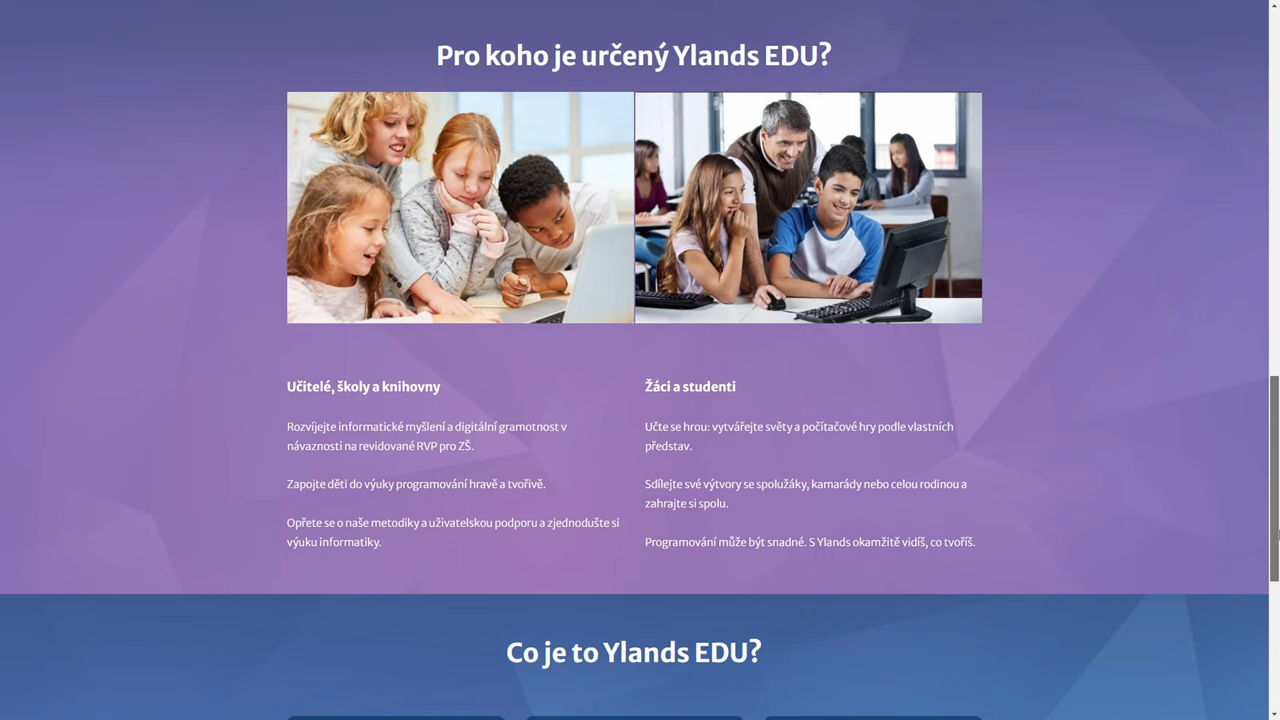 Pro koho je určený Ylands EDU?
Učitelé, školy a knihovny
Rozvíjejte informatické myšlení a digitální gramotnost v
návaznosti na revidované RVP pro ZŠ.
Zapojte děti do výuky programování hravě a tvořivě.
Opřete se o naše metodiky a uživatelskou podporu a zjednodušte si
výuku informatiky.
Žáci a studenti
Učte se hrou: vytvářejte světy a počítačové hry podle vlastních
představ.
Sdílejte své výtvory se spolužáky, kamarády nebo celou rodinou a
zahrajte si spolu.
Programování může být snadné. S Ylands okamžitě vidíš, co tvoříš.
Co je to Ylands EDU?